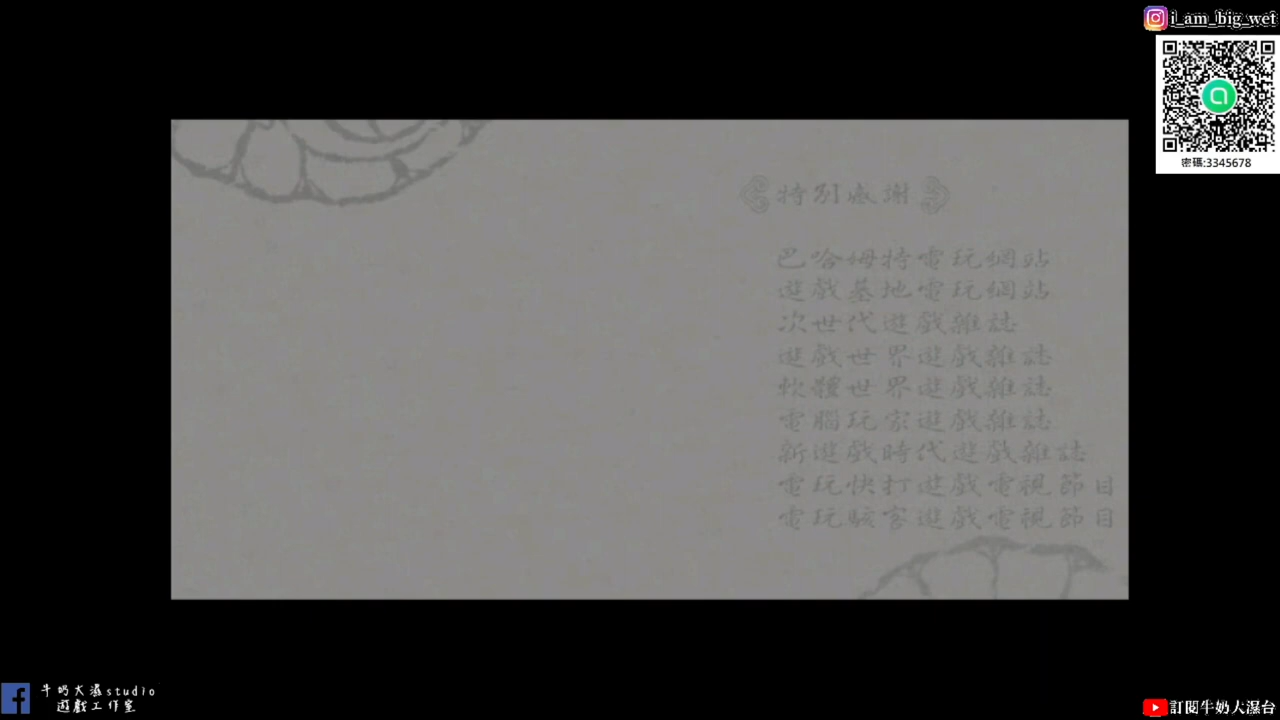 i_am_big_wet
密碼:3345678
特別感謝
巴哈姆特電玩網站
遊戲基地電玩網站
次世代遊戲雜誌
遊戲世界遊戲雜誌
軟體世界遊戲雜誌
電腦玩家遊戲雜誌
新遊戲時代遊戲雜誌
電玩快打遊戲電視節目
電玩駭客遊戲電視節目
牛奶大濕studio
遊戲工作室
訂閱牛奶大濕台